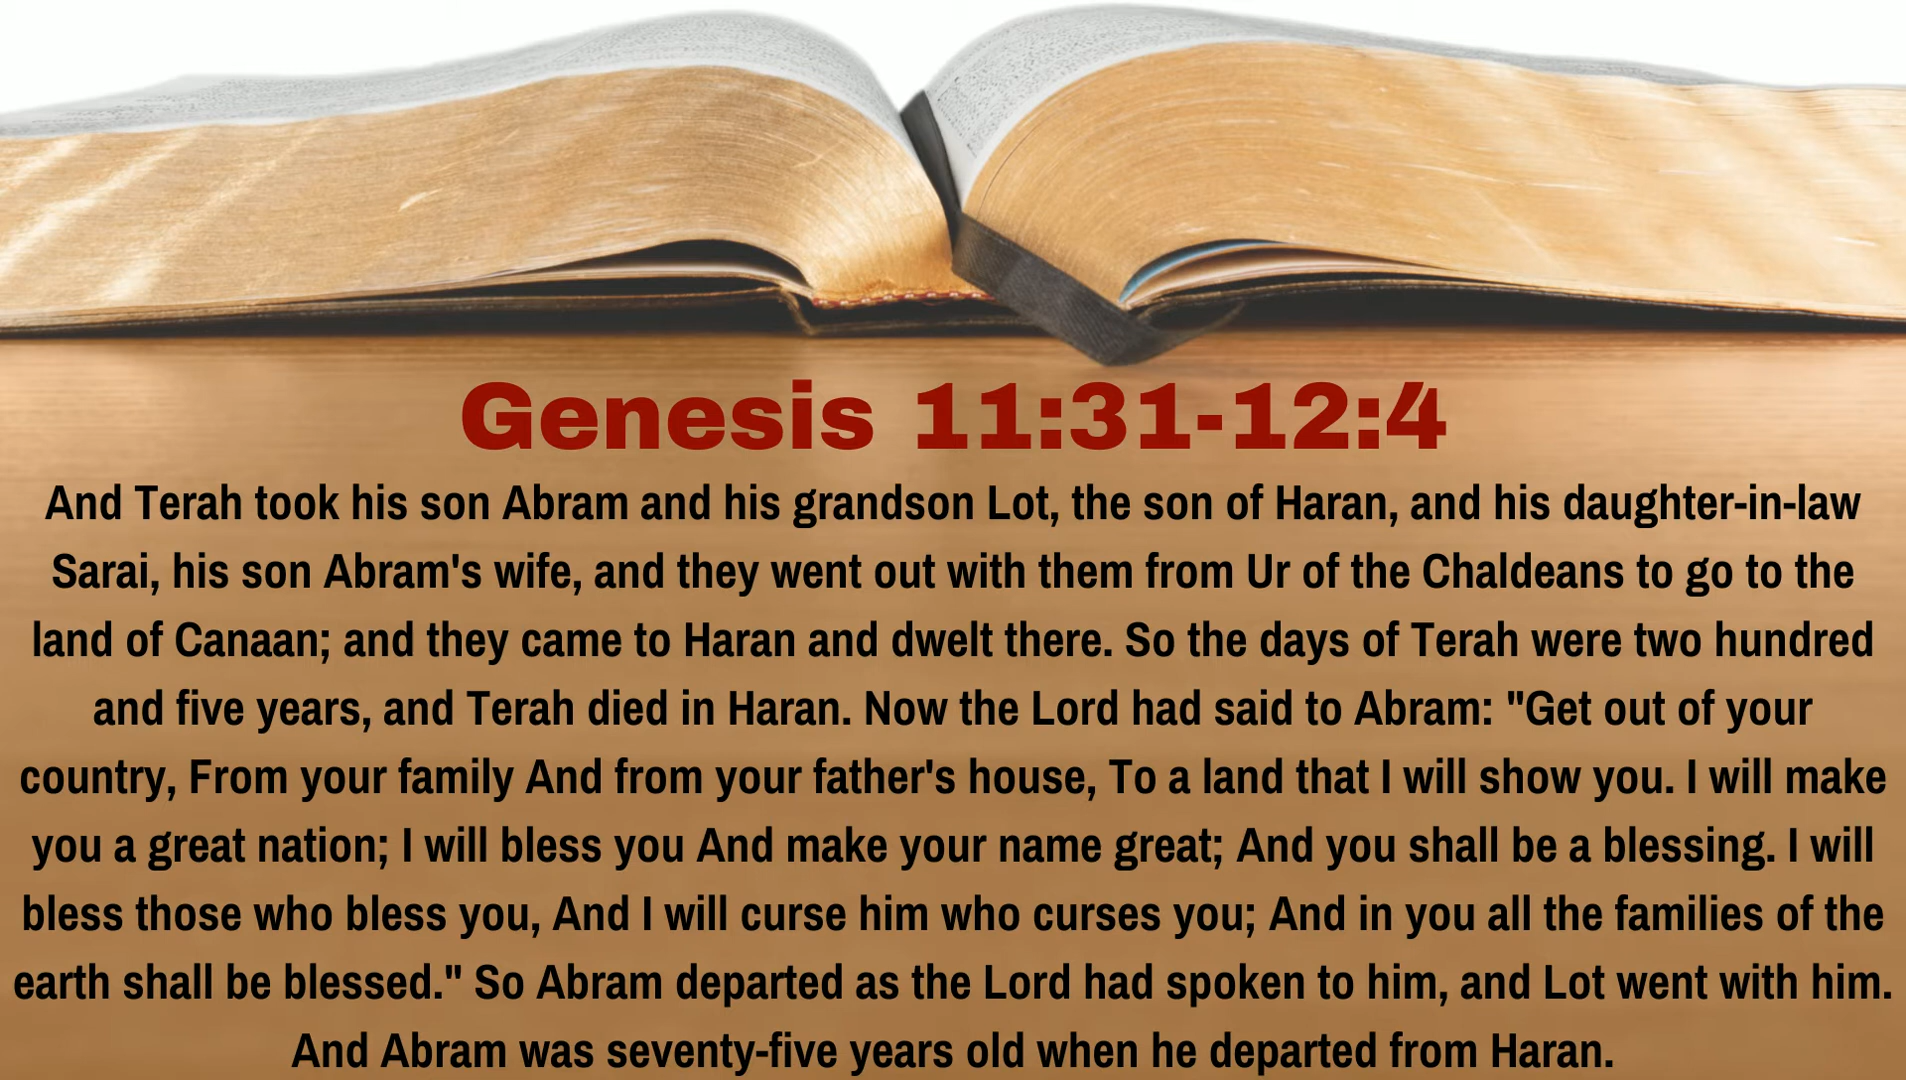 Genesis 11:31-12:4
And Terah took his son Abram and his grandson Lot, the son of Haran, and his daughter-in-law
Sarai, his son Abram's wife, and they went out with them from Ur of the Chaldeans to go to the
land of Canaan; and they came to Haran and dwelt there. So the days of Terah were two hundred
and five years, and Terah died in Haran. Now the Lord had said to Abram: "Get out of your
country, From your family And from your father's house, To a land that I will show you. I will make
you a great nation; I will bless you And make your name great; And you shall be a blessing. I will
bless those who bless you, And I will curse him who curses you; And in you all the families of the
earth shall be blessed." So Abram departed as the Lord had spoken to him, and Lot went with him.
And Abram was seventy-five years old when he departed from Haran.